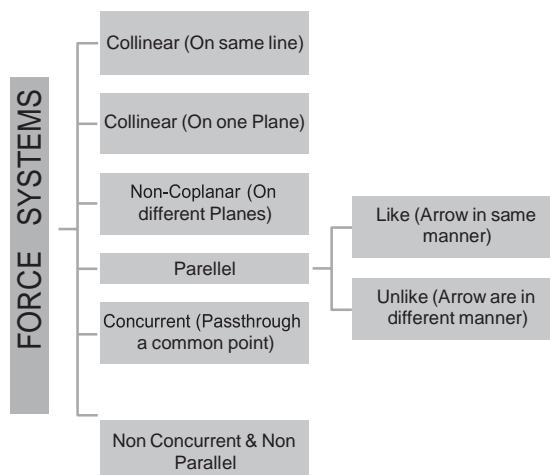 FORCE SYSTEMS
Collinear (On same line)
Collinear (On one Plane)
Non-Coplanar (On
different Planes)
Parellel
Like (Arrow in same
manner)
Unlike (Arrow are in
different manner)
Concurrent (Passthrough
a common point)
Non Concurrent & Non
Parallel